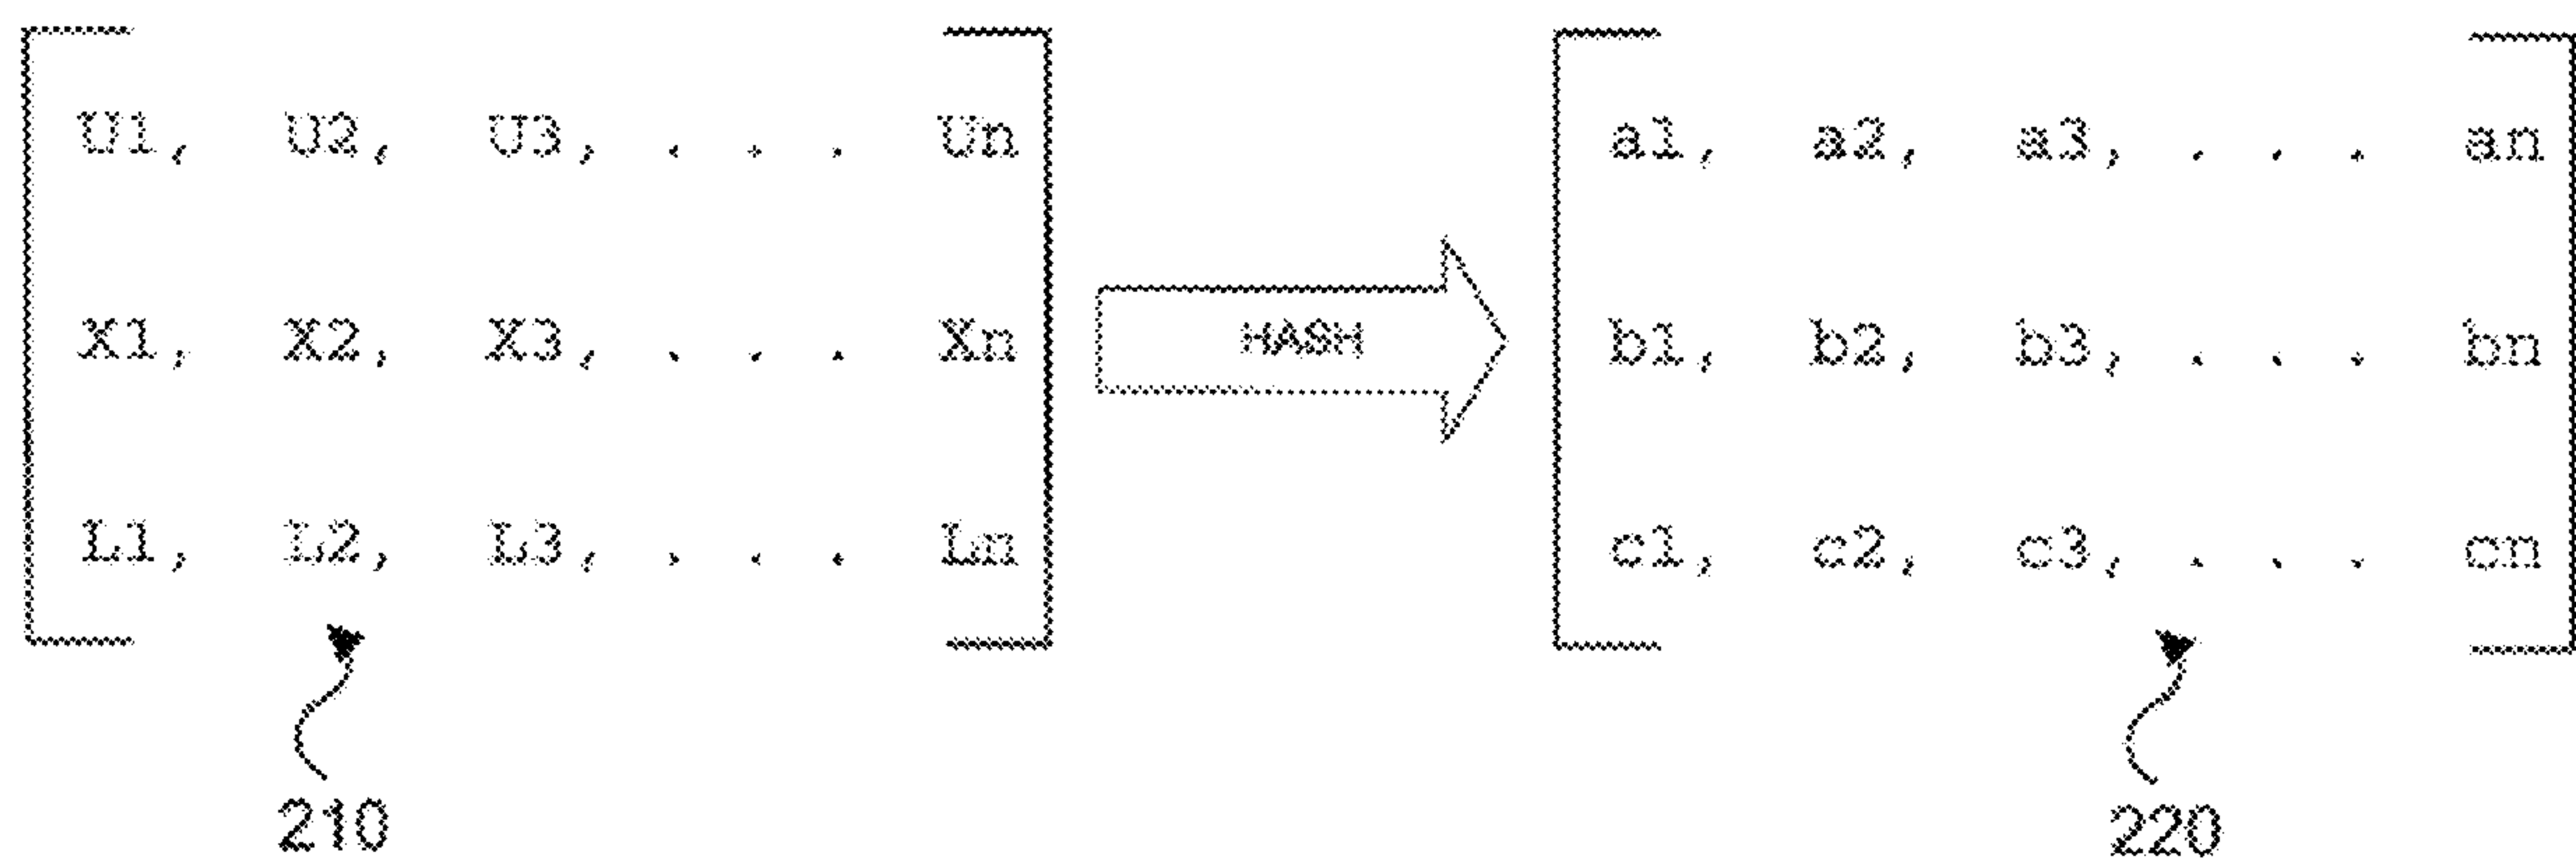 U1, U2, U3, . . . Un a1, a2, a3, . . . an
X1, X2, X3, . . . Xn HASH b1, b2, b3, . . . bn
L1, L2, L3, . . . Ln c1, c2, c3, . . . cn
210 220